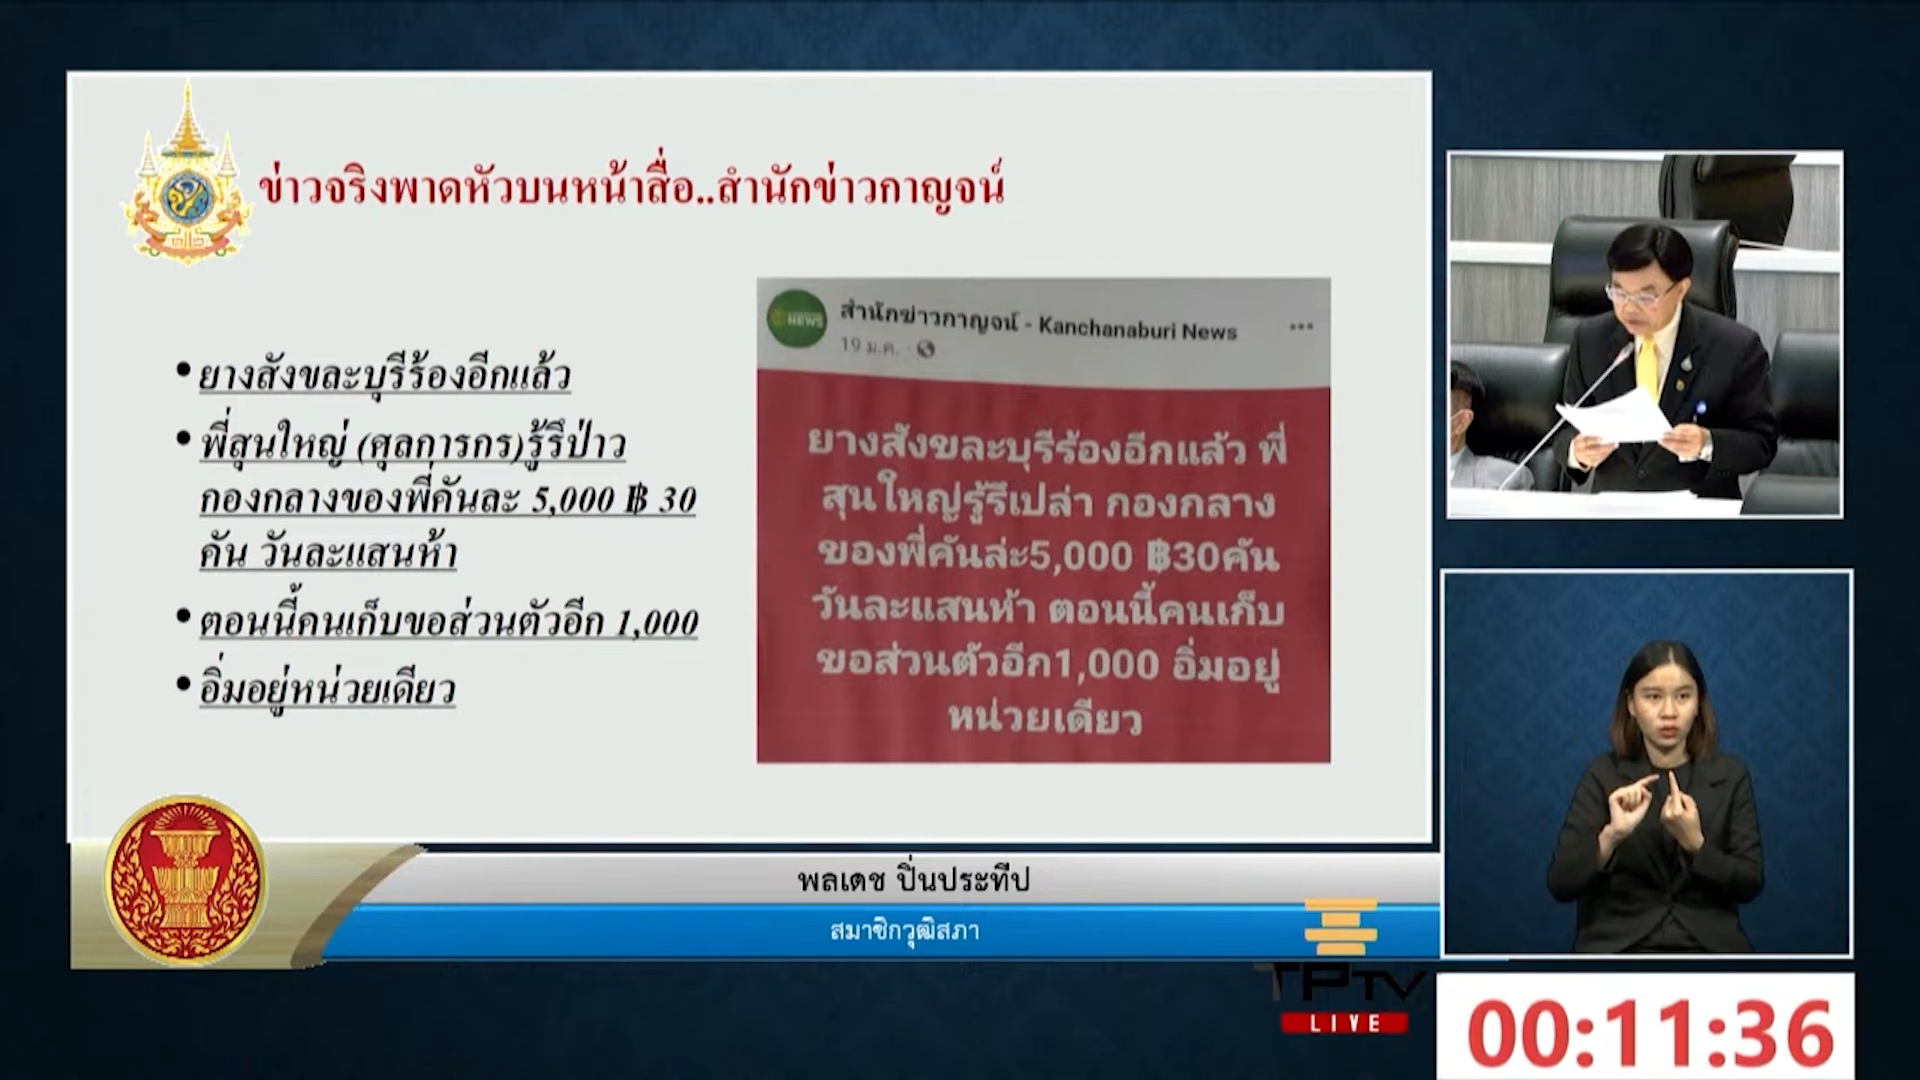 ข่าวจริงพาดหัวบนหน้าสื่อ..สำนักข่าวกาญจน์
• ยางสังขละบุรีร้องอีกแล้ว
• พี่สุนใหญ่ (ศุลการกร)รู้รึป่าว
กองกลางของพี่คันละ 5,000 ฿ 30
คัน วันละแสนห้า
• ตอนนี้คนเก็บขอส่วนตัวอีก 1,000
• อิ่มอยู่หน่วยเดียว
NEWS
สำนักข่าวกาญจน์ - Kanchanaburi News
19 ม.ค.
ยางสังขละบุรีร้องอีกแล้ว พี่
สุนใหญ่รู้รึเปล่า กองกลาง
ของพี่คันล่ะ5,000 ฿30คัน
วันละแสนห้า ตอนนี้คนเก็บ
ขอส่วนตัวอีก1,000 อิ่มอยู่
หน่วยเดียว
พลเดช ปิ่นประทีป
สมาชิกวุฒิสภา
TPTV
LIVE
00:11:36